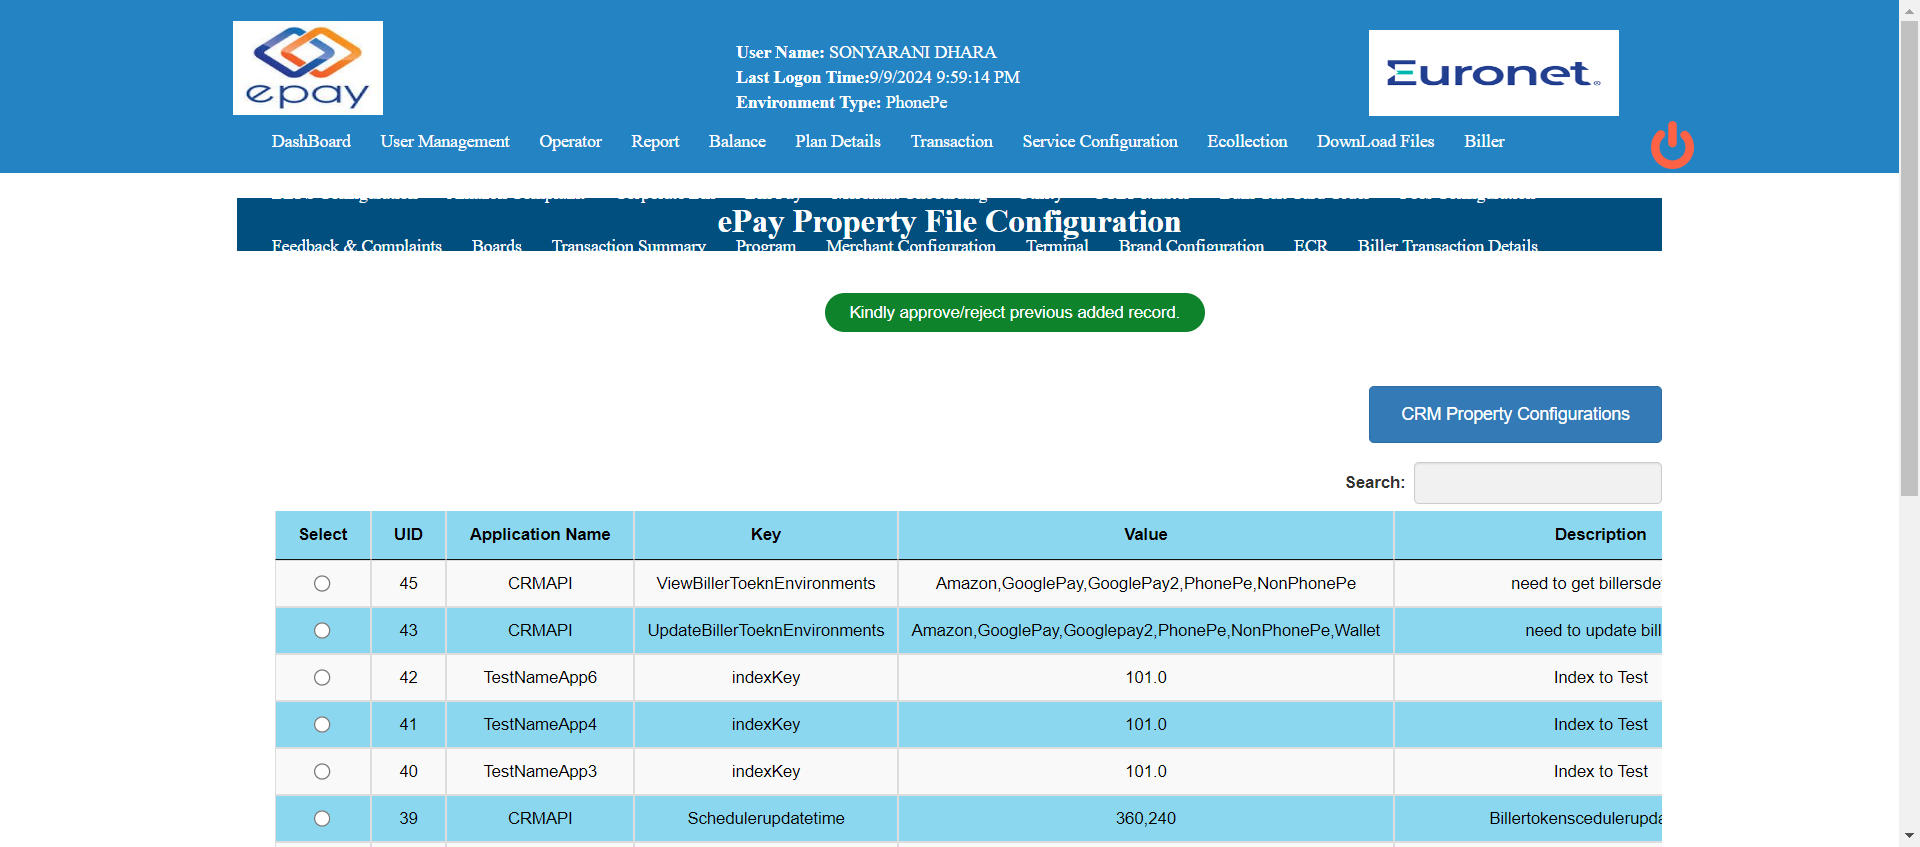 epay
User Name: SONYARANI DHARA
Last Logon Time:9/9/2024 9:59:14 PM
Environment Type: PhonePe
Euronet
DashBoard User Management Operator Report Balance Plan Details Transaction Service Configuration Ecollection DownLoad Files Biller
ePay Property File Configuration
Feedback & Complaints Boards Transaction Summary Program Merchant Configuration Terminal Brand Configuration ECR Biller Transaction Details
Kindly approve/reject previous added record.
CRM Property Configurations
Search:
Select UID Application Name Key Value Description
45 CRMAPI ViewBillerToeknEnvironments Amazon,GooglePay,GooglePay2,PhonePe,NonPhonePe need to get billersde
43 CRMAPI UpdateBillerToeknEnvironments Amazon,GooglePay,Googlepay2,PhonePe,NonPhonePe,Wallet need to update bill
42 TestNameApp6 indexKey 101.0 Index to Test
41 TestNameApp4 indexKey 101.0 Index to Test
40 TestNameApp3 indexKey 101.0 Index to Test
39 CRMAPI Schedulerupdatetime 360,240 Billertokenscedulerupda